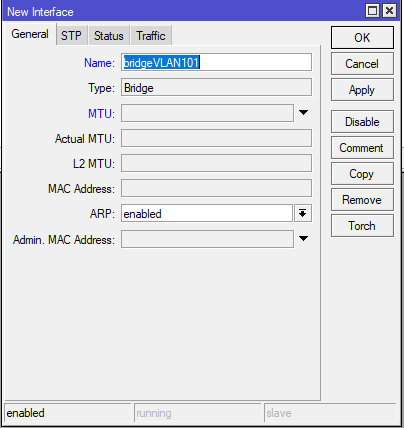 New Interface
General STP Status Traffic
Name: bridgeVLAN101
Type: Bridge
MTU:
Actual MTU:
L2 MTU:
MAC Address:
ARP: enabled
Admin. MAC Address:
OK
Cancel
Apply
Disable
Comment
Copy
Remove
Torch
enabled running slave